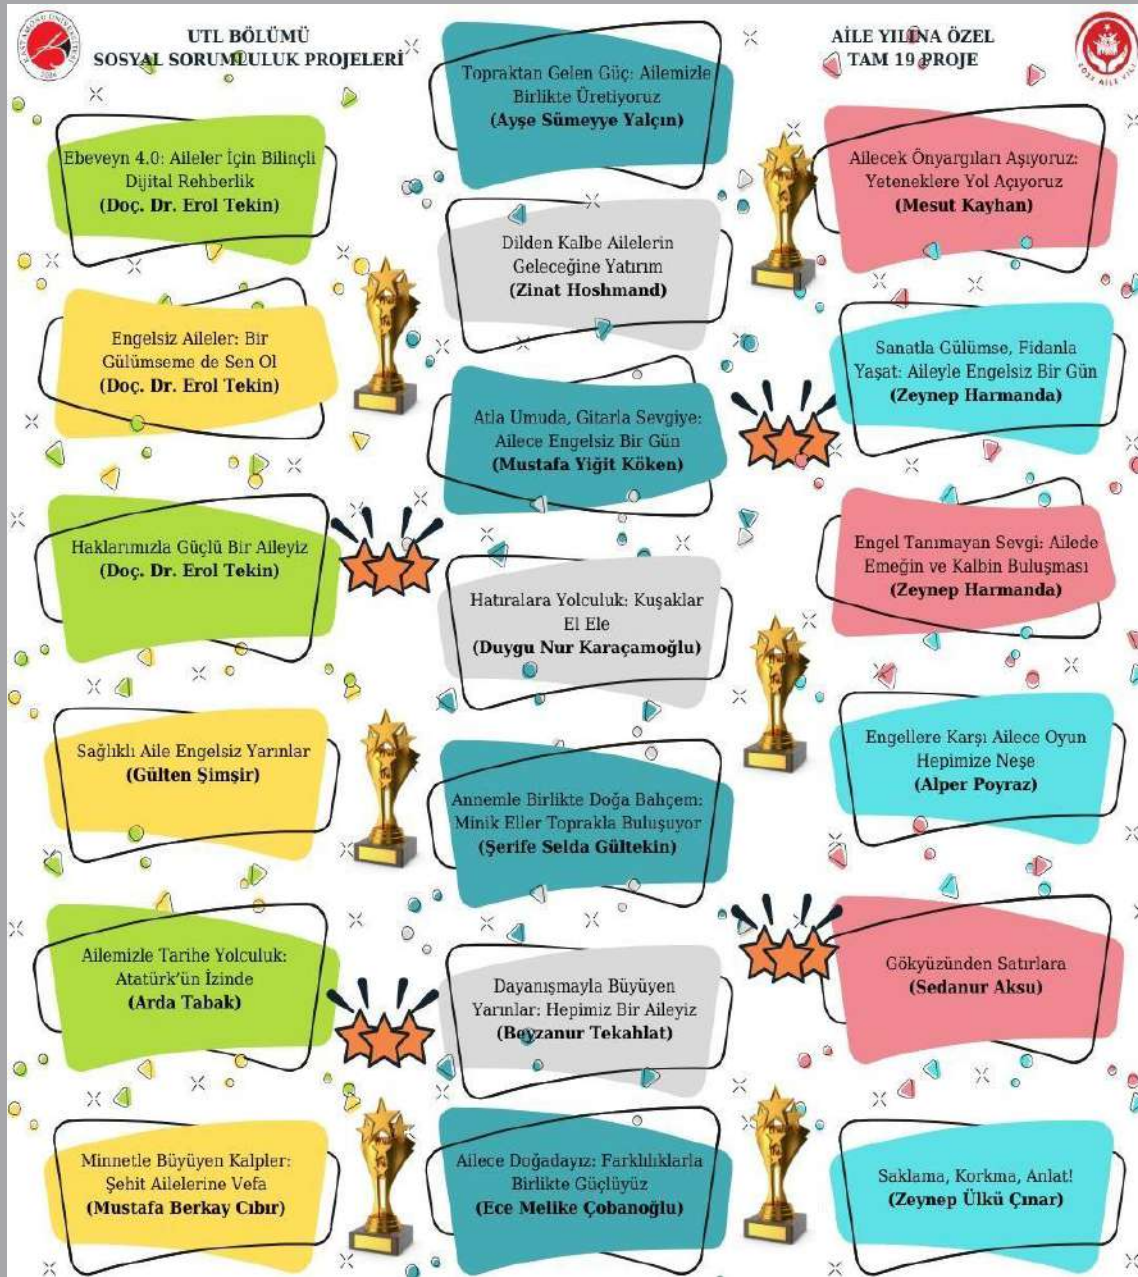 UTL BÖLÜMÜ
SOSYAL SORUMLULUK PROJELERİ
AİLE YILINA ÖZEL
TAM 19 PROJE
Ebeveyn 4.0: Aileler İçin Bilinçli
Dijital Rehberlik
(Doç. Dr. Erol Tekin)
Engelsiz Aileler: Bir
Gülümseme de Sen Ol
(Doç. Dr. Erol Tekin)
Haklarımızla Güçlü Bir Aileyiz
(Doç. Dr. Erol Tekin)
Sağlıklı Aile Engelsiz Yarınlar
(Gülten Şimşir)
Ailemizle Tarihe Yolculuk:
Atatürk'ün İzinde
(Arda Tabak)
Minnetle Büyüyen Kalpler:
Şehit Ailelerine Vefa
(Mustafa Berkay Cıbır)
Topraktan Gelen Güç: Ailemizle
Birlikte Üretiyoruz
(Ayşe Sümeyye Yalçın)
Dilden Kalbe Ailelerin
Geleceğine Yatırım
(Zinat Hoshmand)
Atla Umuda, Gitarla Sevgiye:
Ailece Engelsiz Bir Gün
(Mustafa Yiğit Köken)
Hatıralara Yolculuk: Kuşaklar
El Ele
(Duygu Nur Karaçamoğlu)
Annemle Birlikte Doğa Bahçem:
Minik Eller Toprakla Buluşuyor
(Şerife Selda Gültekin)
Dayanışmayla Büyüyen
Yarınlar: Hepimiz Bir Aileyiz
(Beyzanur Tekahlat)
Ailece Doğadayız: Farklılıklarla
Birlikte Güçlüyüz
(Ece Melike Çobanoğlu)
Ailecek Önyargıları Aşıyoruz:
Yeteneklere Yol Açıyoruz
(Mesut Kayhan)
Sanatla Gülümse, Fidanla
Yaşat: Aileyle Engelsiz Bir Gün
(Zeynep Harmanda)
Engel Tanımayan Sevgi: Ailede
Emeğin ve Kalbin Buluşması
(Zeynep Harmanda)
Engellere Karşı Ailece Oyun
Hepimize Neşe
(Alper Poyraz)
Gökyüzünden Satırlara
(Sedanur Aksu)
Saklama, Korkma, Anlat!
(Zeynep Ülkü Çınar)
KASTAMONU ÜNİVERSİTESİ
2006
2025 AİLE YILI